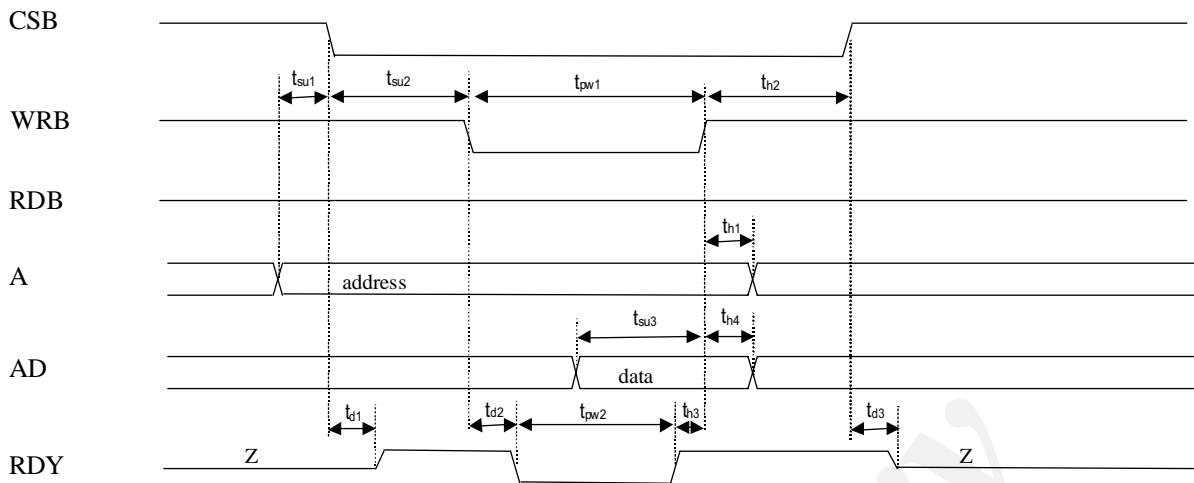 CSB
tsu1 tsu2 tpw1 th2
WRB
RDB
th1
A address
tsu3 th4
AD data
td1 td2 tpw2 th3 td3
RDY Z Z